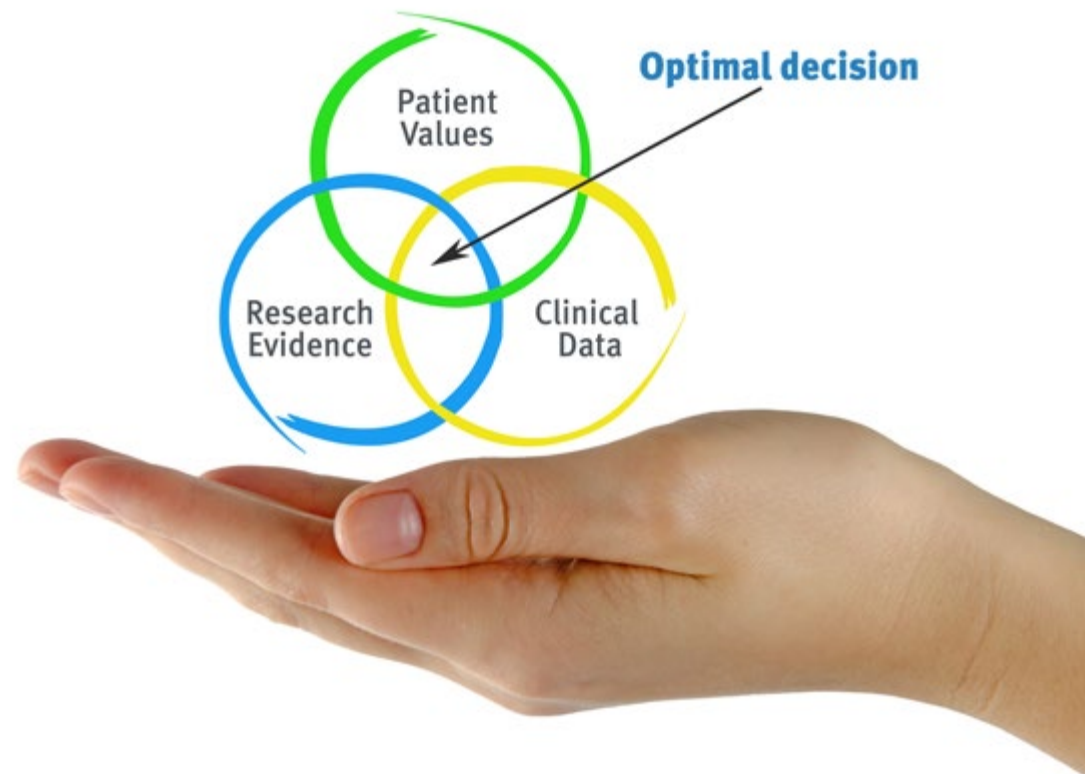 Optimal decision
Patient
Values
Research
Evidence
Clinical
Data